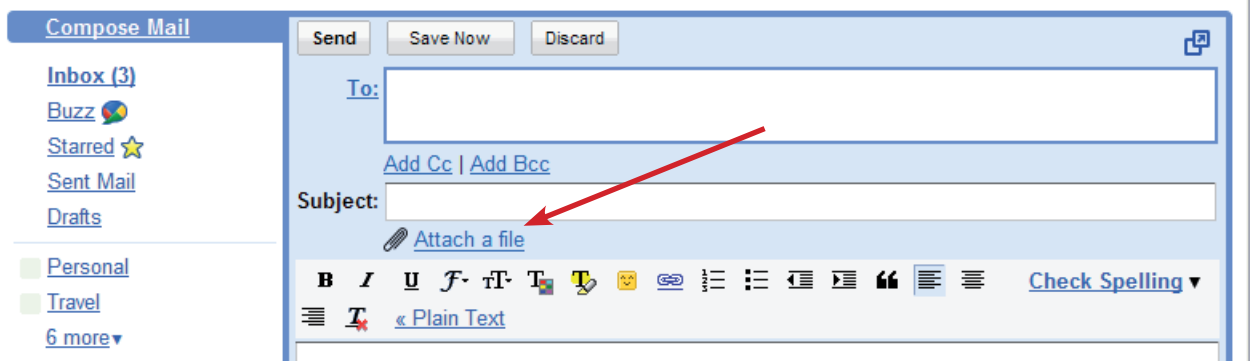 Compose Mail
Inbox (3)
Buzz
Starred
Sent Mail
Drafts
Personal
Travel
6 more▾
Send Save Now Discard
To:
Add Cc | Add Bcc
Subject:
Attach a file
B I U F TT T T Check Spelling ▾
T « Plain Text